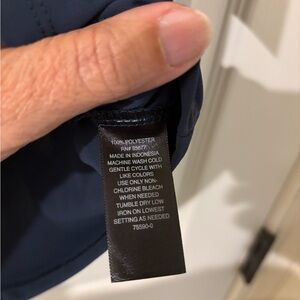 100% POLYESTER
MADE IN INDONESIA
MACHINE WASH COLD
GENTLE CYCLE WITH
LIKE COLORS
USE ONLY NON-
CHLORINE BLEACH
WHEN NEEDED
TUMBLE DRY LOW
IRON ON LOWEST
SETTING AS NEEDED